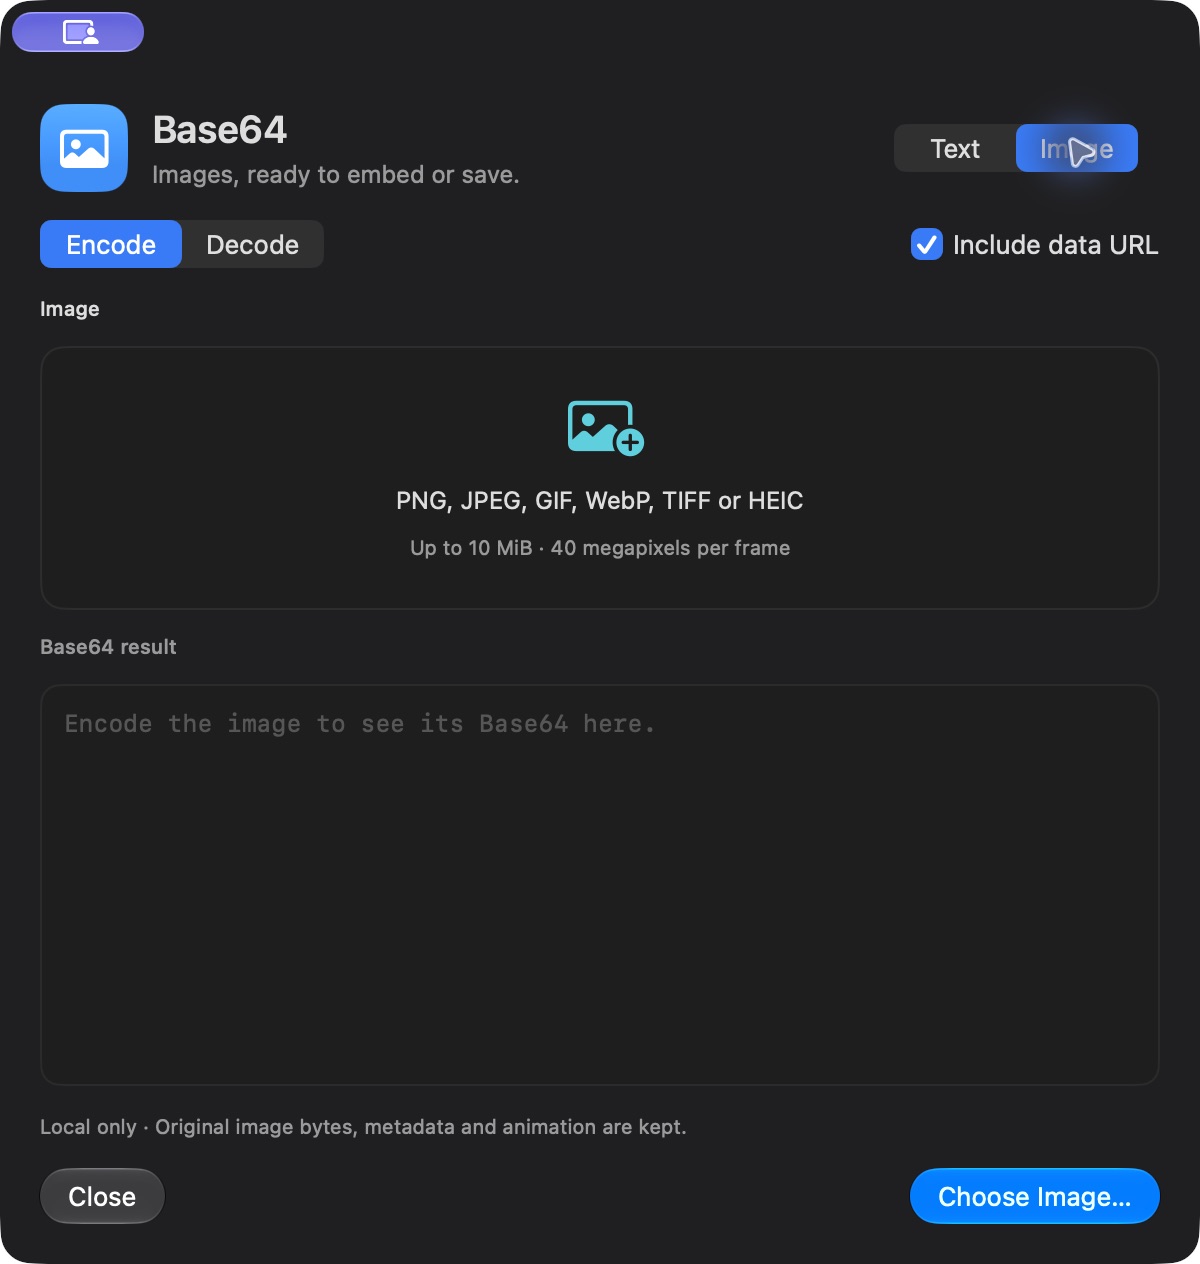 Base64
Images, ready to embed or save.
Text
Image
Encode
Decode
Include data URL
Image
PNG, JPEG, GIF, WebP, TIFF or HEIC
Up to 10 MiB · 40 megapixels per frame
Base64 result
Encode the image to see its Base64 here.
Local only · Original image bytes, metadata and animation are kept.
Close
Choose Image...